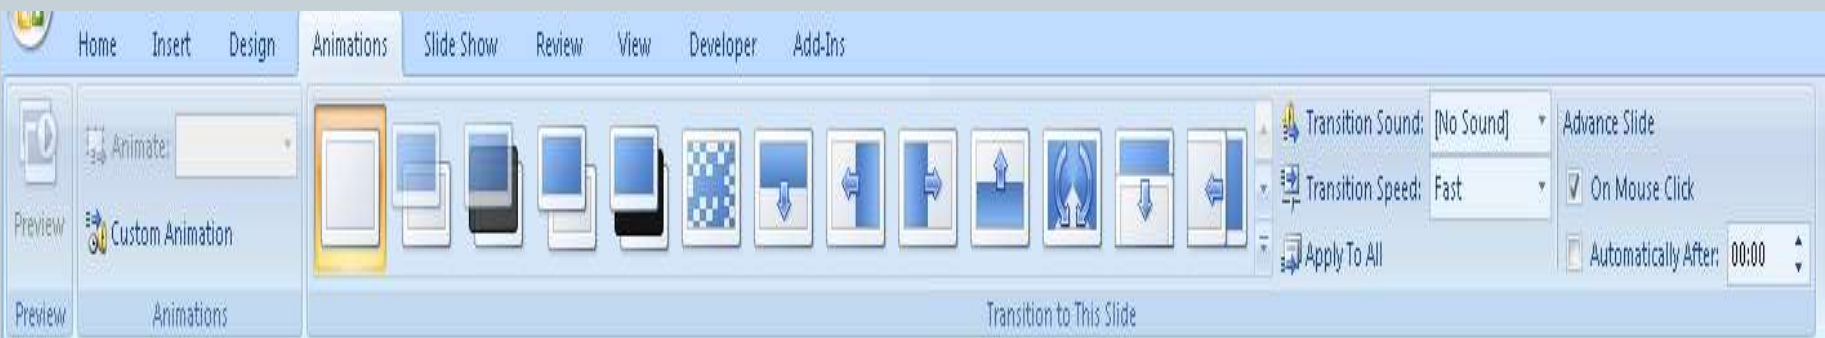 Home Insert Design Animations Slide Show Review View Developer Add-Ins
Preview
Animate:
Custom Animation
Transition Sound: [No Sound]
Transition Speed: Fast
Apply To All
Advance Slide
On Mouse Click
Automatically After: 00:00
Preview Animations Transition to This Slide